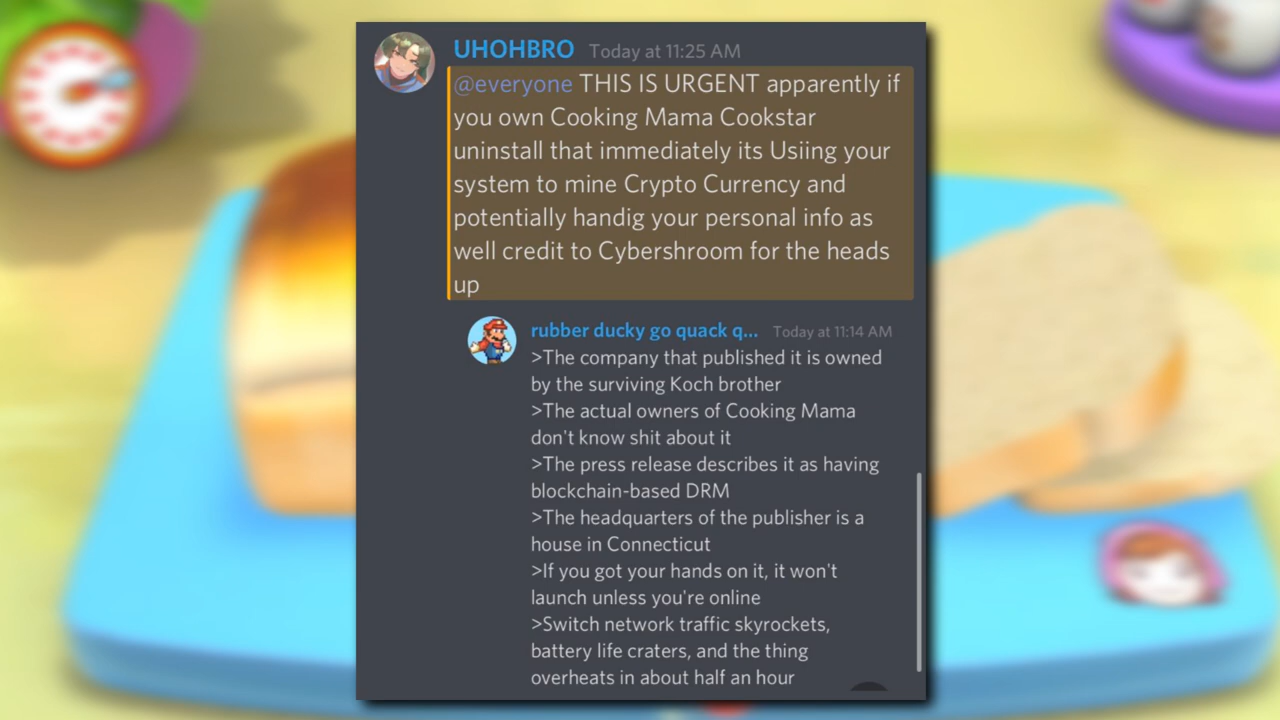 UHOHBRO Today at 11:25 AM
@everyone THIS IS URGENT apparently if
you own Cooking Mama Cookstar
uninstall that immediately its Usiing your
system to mine Crypto Currency and
potentially handig your personal info as
well credit to Cybershroom for the heads
up
rubber ducky go quack q... Today at 11:14 AM
>The company that published it is owned
by the surviving Koch brother
>The actual owners of Cooking Mama
don't know shit about it
>The press release describes it as having
blockchain-based DRM
>The headquarters of the publisher is a
house in Connecticut
>If you got your hands on it, it won't
launch unless you're online
>Switch network traffic skyrockets,
battery life craters, and the thing
overheats in about half an hour